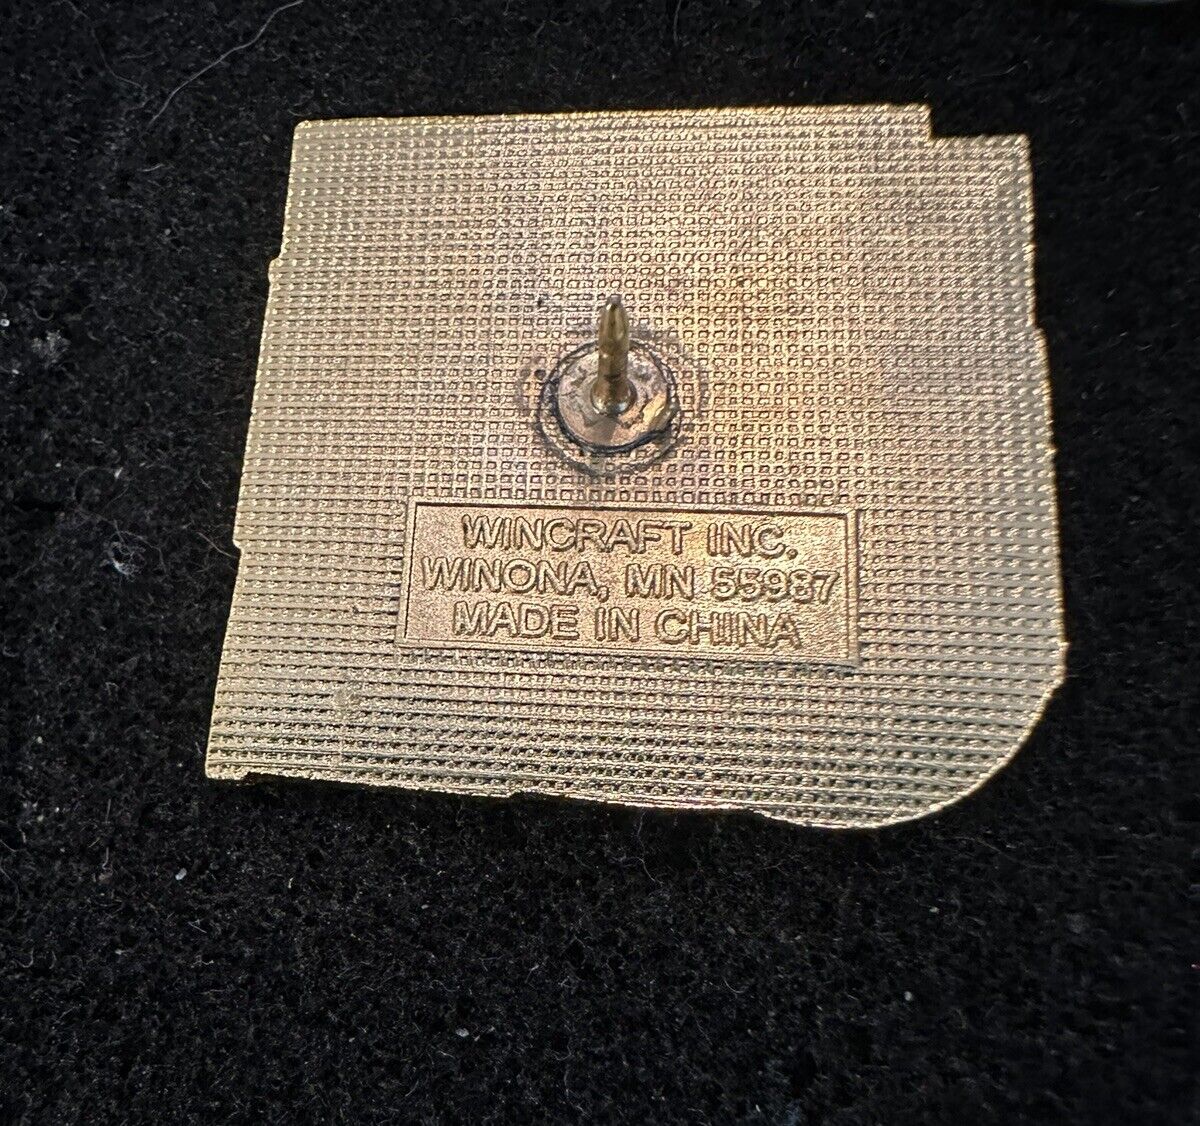 WINCRAFT INC.
WINONA, MN 55987
MADE IN CHINA